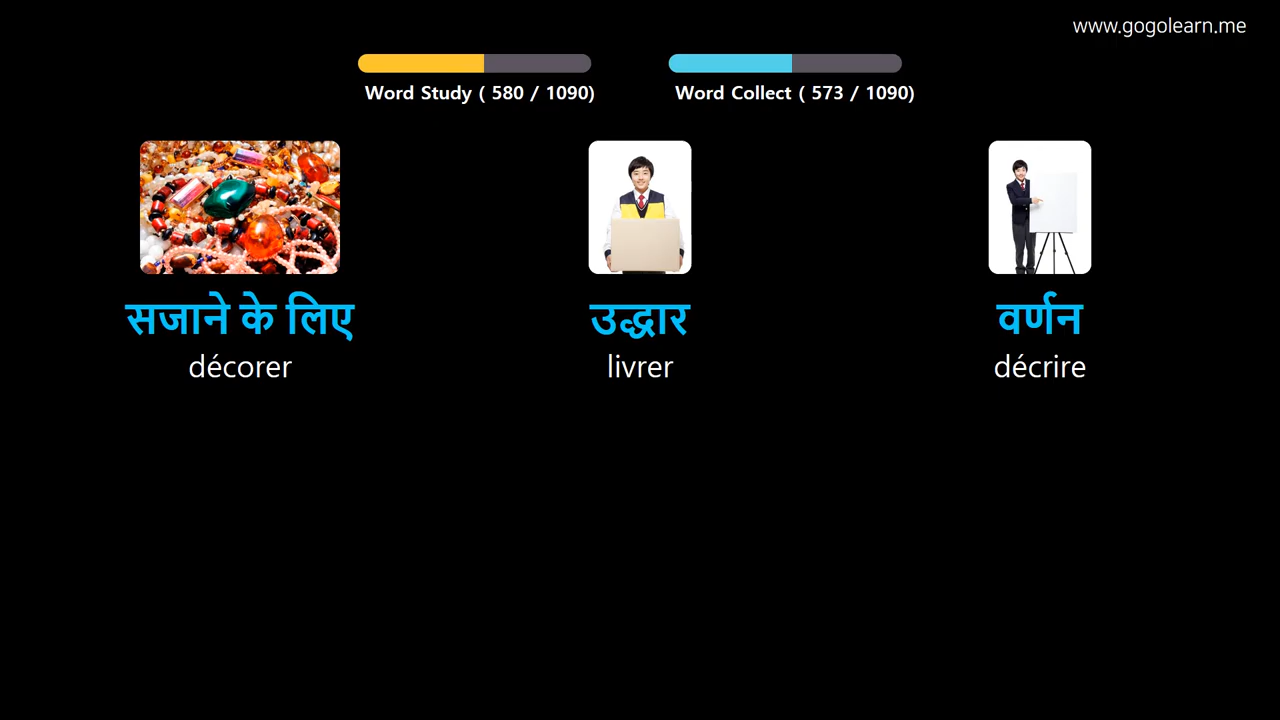 www.gogolearn.me
Word Study ( 580 / 1090)
Word Collect ( 573 / 1090)
सजाने के लिए
décorer
उद्धार
livrer
वर्णन
décrire